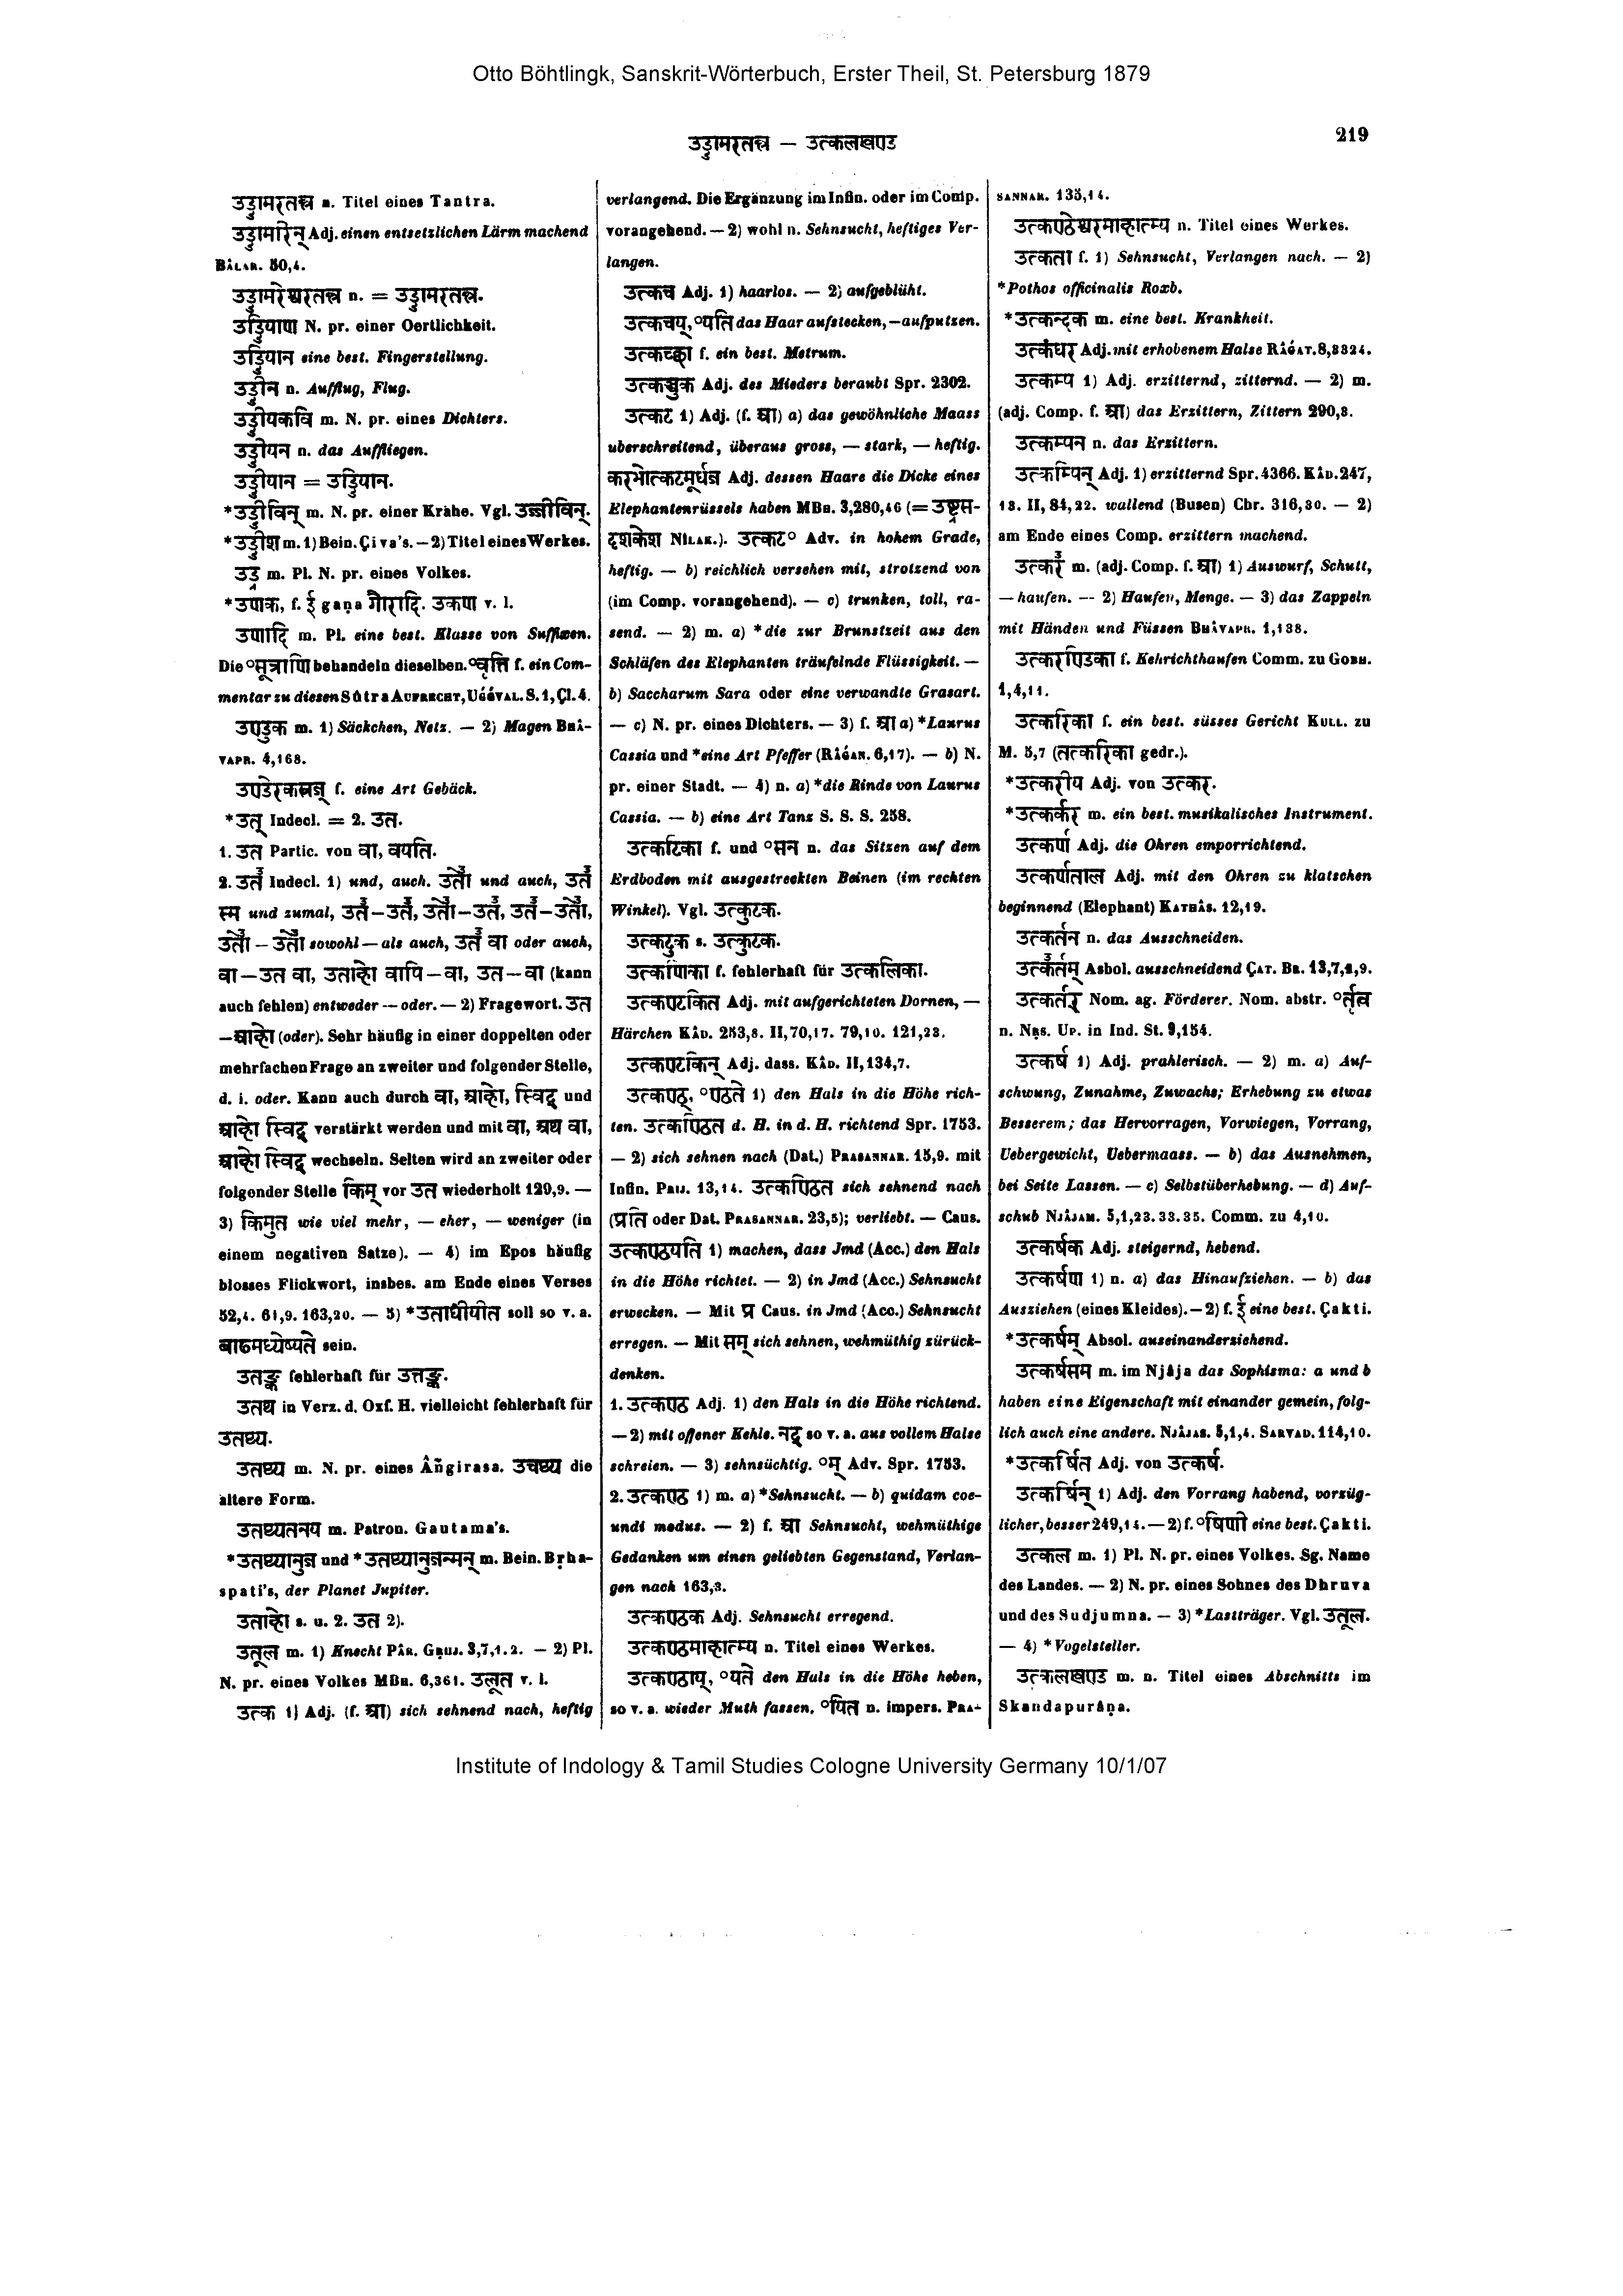 Otto Böhtlingk, Sanskrit-Wörterbuch, Erster Theil, St. Petersburg 1879
उड्डामरतन्त्र — उत्कलखण्ड
219
उड्डामरतन्त्र n. Titel eines Tantra.
उड्डामरिन् Adj. einen entsetzlichen Lärm machend
BÂLAR. 50,4.
उड्डामरेश्वरतन्त्र n. = उड्डामरतन्त्र.
उड्डियाण N. pr. einer Oertlichkeit.
उड्डियान eine best. Fingerstellung.
उड्डीन n. Aufflug, Flug.
उड्डीयकवि m. N. pr. eines Dichters.
उड्डीयन n. das Auffliegen.
उड्डीयान = उड्डियान.
*उड्डीविन् m. N. pr. einer Krähe. Vgl. उज्जीविन्.
*उड्डीश m. 1) Bein. Çiva's. — 2) Titel eines Werkes.
उड्र m. Pl. N. pr. eines Volkes.
*उणक, f. ई gaṇa गौरादि. उकण v. l.
उणादि m. Pl. eine best. Klasse von Suffixen.
Die °सूत्राणि behandeln dieselben. °वृत्ति f. ein Com-
mentar zu diesen Sûtra AUFRECHT, UǴǴVAL. S. 1, Çl. 4.
उण्डुक m. 1) Säckchen, Netz. — 2) Magen BHÂ-
VAPR. 4,168.
उण्डेरकस्रज् f. eine Art Gebäck.
*उत् Indecl. = 2. उत.
1. उत Partic. von वा, वयति.
2. उत Indecl. 1) und, auch. उतो und auch, उत
स्म und zumal, उत — उत, उतो — उत, उत — उतो,
उतो — उतो sowohl — als auch, उत वा oder auch,
वा — उत वा, उताहो वापि — वा, उत — वा (kann
auch fehlen) entweder — oder. — 2) Fragewort. उत
— आहो (oder). Sehr häufig in einer doppelten oder
mehrfachen Frage an zweiter und folgender Stelle,
d. i. oder. Kann auch durch वा, आहो, स्विद् und
आहो स्विद् verstärkt werden und mit वा, अथ वा,
आहो स्विद् wechseln. Selten wird an zweiter oder
folgender Stelle किम् vor उत wiederholt 129,9. —
3) किमुत wie viel mehr, — eher, — weniger (in
einem negativen Satze). — 4) im Epos häufig
blosses Flickwort, insbes. am Ende eines Verses
52,4. 61,9. 163,20. — 5) *उताधीयीत soll so v. a.
बाढमध्येष्यते sein.
उतङ्क fehlerhaft für उत्तङ्क.
उतथ in Verz. d. Oxf. H. vielleicht fehlerhaft für
उतथ्य.
उतथ्य m. N. pr. eines Âñgirasa. उचथ्य die
ältere Form.
उतथ्यतनय m. Patron. Gautama's.
*उतथ्यानुज und *उतथ्यानुजन्मन् m. Bein. Bṛha-
spati's, der Planet Jupiter.
उताहो s. u. 2. उत 2).
उतूल m. 1) Knecht PÂR. GṚHJ. 3,7,1.2. — 2) Pl.
N. pr. eines Volkes MBH. 6,361. उलूत v. l.
उत्क 1) Adj. (f. आ) sich sehnend nach, heftig
verlangend. Die Ergänzung im Infin. oder im Comp.
vorangehend. — 2) wohl n. Sehnsucht, heftiges Ver-
langen.
उत्कच Adj. 1) haarlos. — 2) aufgeblüht.
उत्कचय्, °यति das Haar aufstecken, — aufputzen.
उत्कच्छा f. ein best. Metrum.
उत्कञ्चुक Adj. des Mieders beraubt Spr. 2302.
उत्कट 1) Adj. (f. आ) a) das gewöhnliche Maass
uberschreitend, überaus gross, — stark, — heftig.
करभोत्कटमूर्धज Adj. dessen Haare die Dicke eines
Elephantenrüssels haben MBH. 3,280,46 (= उष्ट्रस-
दृशकेश NÎLAK.). उत्कट° Adv. in hohem Grade,
heftig. — b) reichlich versehen mit, strotzend von
(im Comp. vorangehend). — c) trunken, toll, ra-
send. — 2) m. a) *die zur Brunstzeit aus den
Schläfen des Elephanten träufelnde Flüssigkeit. —
b) Saccharum Sara oder eine verwandte Grasart.
— c) N. pr. eines Dichters. — 3) f. आ a) *Laurus
Cassia und *eine Art Pfeffer (RÂǴAN. 6,17). — b) N.
pr. einer Stadt. — 4) n. a) *die Rinde von Laurus
Cassia. — b) eine Art Tanz S. S. S. 258.
उत्कटिका f. und °सन n. das Sitzen auf dem
Erdboden mit ausgestreckten Beinen (im rechten
Winkel). Vgl. उत्कुटक.
उत्कटुक s. उत्कुटक.
उत्कणिका f. fehlerhaft für उत्कलिका.
उत्कण्टकित Adj. mit aufgerichteten Dornen, —
Härchen KÂD. 253,8. II,70,17. 79,10. 121,23.
उत्कण्टकिन् Adj. dass. KÂD. II,134,7.
उत्कण्ठ्, °ण्ठते 1) den Hals in die Höhe rich-
ten. उत्कण्ठित d. H. in d. H. richtend Spr. 1753.
— 2) sich sehnen nach (Dat.) PRASANNAR. 15,9. mit
Infin. PAU. 13,14. उत्कण्ठित sich sehnend nach
(प्रति oder Dat. PRASANNAR. 23,5); verliebt. — Caus.
उत्कण्ठयति 1) machen, dass Jmd (Acc.) den Hals
in die Höhe richtet. — 2) in Jmd (Acc.) Sehnsucht
erwecken. — Mit प्र Caus. in Jmd (Acc.) Sehnsucht
erregen. — Mit सम् sich sehnen, wehmüthig zürück-
denken.
1. उत्कण्ठ Adj. 1) den Hals in die Höhe richtend.
— 2) mit offener Kehle. नद् so v. a. aus vollem Halse
schreien. — 3) sehnsüchtig. °म् Adv. Spr. 1753.
2. उत्कण्ठ 1) m. a) *Sehnsucht. — b) quidam coe-
undi modus. — 2) f. आ Sehnsucht, wehmüthige
Gedanken um einen geliebten Gegenstand, Verlan-
gen nach 163,3.
उत्कण्ठक Adj. Sehnsucht erregend.
उत्कण्ठमाहात्म्य n. Titel eines Werkes.
उत्कण्ठाय्, °यते den Hals in die Höhe heben,
so v. a. wieder Muth fassen. °यित n. impers. PRA-
SANNAR. 135,14.
उत्कण्ठेश्वरमाहात्म्य n. Titel eines Werkes.
उत्कता f. 1) Sehnsucht, Verlangen nach. — 2)
*Pothos officinalis Roxb.
*उत्कन्दक m. eine best. Krankheit.
उत्कंधर Adj. mit erhobenem Halse RÂǴAT. 8,3324.
उत्कम्प 1) Adj. erzitternd, zitternd. — 2) m.
(adj. Comp. f. आ) das Erzittern, Zittern 290,8.
उत्कम्पन n. das Erzittern.
उत्कम्पिन् Adj. 1) erzitternd Spr. 4366. KÂD. 247,
18. II, 84,22. wallend (Busen) Chr. 316,30. — 2)
am Ende eines Comp. erzittern machend.
उत्कर m. (adj. Comp. f. आ) 1) Auswurf, Schutt,
— haufen. — 2) Haufen, Menge. — 3) das Zappeln
mit Händen und Füssen BHÂVAPR. 1,138.
उत्करपिण्डका f. Kehrichthaufen Comm. zu GOBH.
1,4,11.
उत्करिका f. ein best. süsses Gericht KULL. zu
M. 5,7 (तत्करिका gedr.).
*उत्करीय Adj. von उत्कर.
*उत्कर्कर m. ein best. musikalisches Instrument.
उत्कर्ण Adj. die Ohren emporrichtend.
उत्कर्णताल Adj. mit den Ohren zu klatschen
beginnend (Elephant) KATHÂS. 12,19.
उत्कर्तन n. das Ausschneiden.
उत्कर्तम् Asbol. ausschneidend ÇAT. BR. 13,7,1,9.
उत्कर्तर् Nom. ag. Förderer. Nom. abstr. °र्तृत्व
n. NṚS. UP. in Ind. St. 9,154.
उत्कर्ष 1) Adj. prahlerisch. — 2) m. a) Auf-
schwung, Zunahme, Zuwachs; Erhebung zu etwas
Besserem; das Hervorragen, Vorwiegen, Vorrang,
Uebergewicht, Uebermaass. — b) das Ausnehmen,
bei Seite Lassen. — c) Selbstüberhebung. — d) Auf-
schub NJÂJAM. 5,1,23.33.35. Comm. zu 4,10.
उत्कर्षक Adj. steigernd, hebend.
उत्कर्षण 1) n. a) das Hinaufziehen. — b) das
Ausziehen (eines Kleides). — 2) f. ई eine best. Çakti.
*उत्कर्षम् Absol. auseinanderziehend.
उत्कर्षसम m. im Njâja das Sophisma: a und b
haben eine Eigenschaft mit einander gemein, folg-
lich auch eine andere. NJÂJAS. 5,1,4. SARVAD. 114,10.
*उत्कर्षित Adj. von उत्कर्ष.
उत्कर्षिन् 1) Adj. den Vorrang habend, vorzüg-
licher, besser 249,14. — 2) f. °षिणी eine best. Çakti.
उत्कल m. 1) Pl. N. pr. eines Volkes. Sg. Name
des Landes. — 2) N. pr. eines Sohnes des Dhruva
und des Sudjumna. — 3) *Lastträger. Vgl. उतूल.
— 4) *Vogelsteller.
उत्कलखण्ड m. n. Titel eines Abschnitts im
Skandapurâṇa.
Institute of Indology & Tamil Studies Cologne University Germany 10/1/07